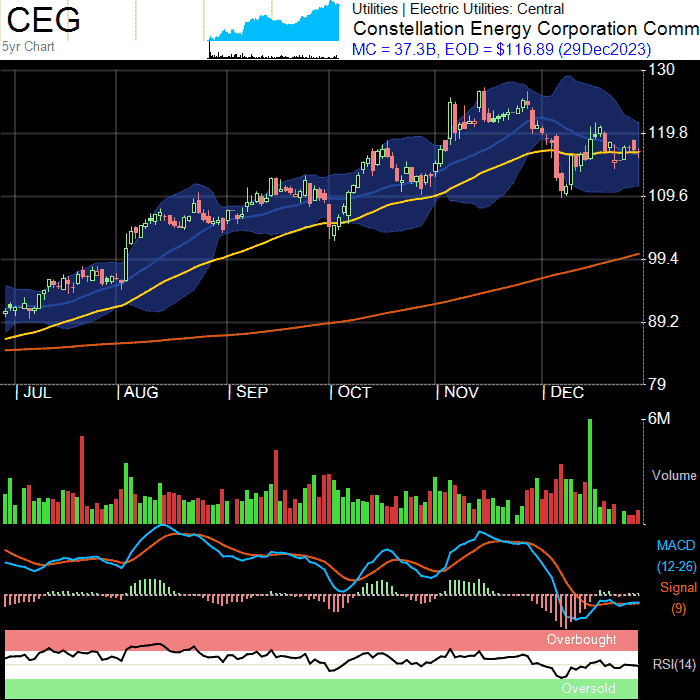 CEG
5yr Chart
Utilities | Electric Utilities: Central
Constellation Energy Corporation Comm
MC = 37.3B, EOD = $116.89 (29Dec2023)
130
119.8
109.6
99.4
89.2
79
JUL
AUG
SEP
OCT
NOV
DEC
6M
Volume
MACD
(12-26)
Signal
(9)
Overbought
RSI(14)
Oversold